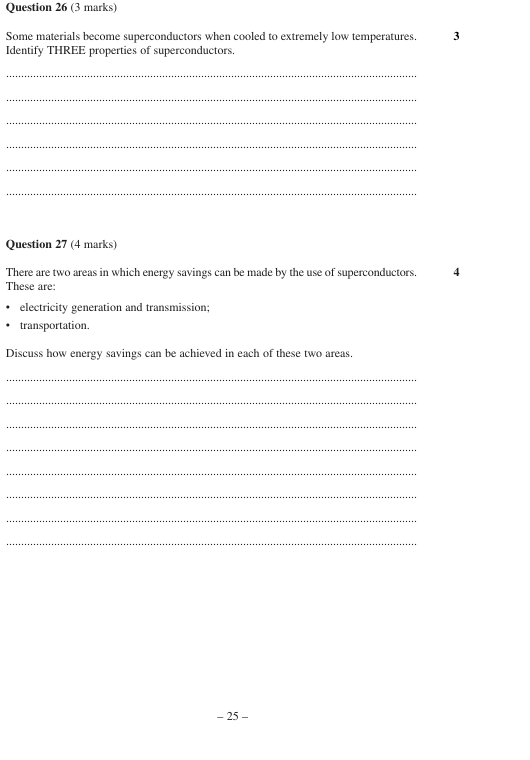 Question 26 (3 marks)
Some materials become superconductors when cooled to extremely low temperatures. 3
Identify THREE properties of superconductors.
................................................................................
................................................................................
................................................................................
................................................................................
................................................................................
................................................................................
Question 27 (4 marks)
There are two areas in which energy savings can be made by the use of superconductors. 4
These are:
• electricity generation and transmission;
• transportation.
Discuss how energy savings can be achieved in each of these two areas.
................................................................................
................................................................................
................................................................................
................................................................................
................................................................................
................................................................................
................................................................................
................................................................................
– 25 –